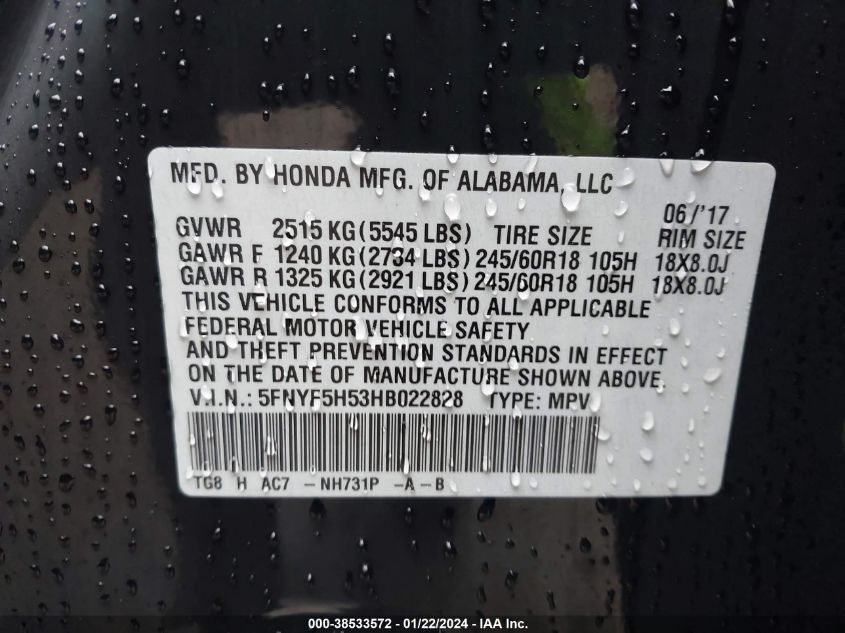 MFD. BY HONDA MFG. OF ALABAMA, LLC
06/'17
GVWR 2515 KG (5545 LBS) TIRE SIZE RIM SIZE
GAWR F 1240 KG (2734 LBS) 245/60R18 105H 18X8.0J
GAWR R 1325 KG (2921 LBS) 245/60R18 105H 18X8.0J
THIS VEHICLE CONFORMS TO ALL APPLICABLE
FEDERAL MOTOR VEHICLE SAFETY
AND THEFT PREVENTION STANDARDS IN EFFECT
ON THE DATE OF MANUFACTURE SHOWN ABOVE.
V.I.N.: 5FNYF5H53HB022828 TYPE: MPV
TG8 H AC7 -NH731P -A-B
000-38533572 - 01/22/2024 - IAA Inc.